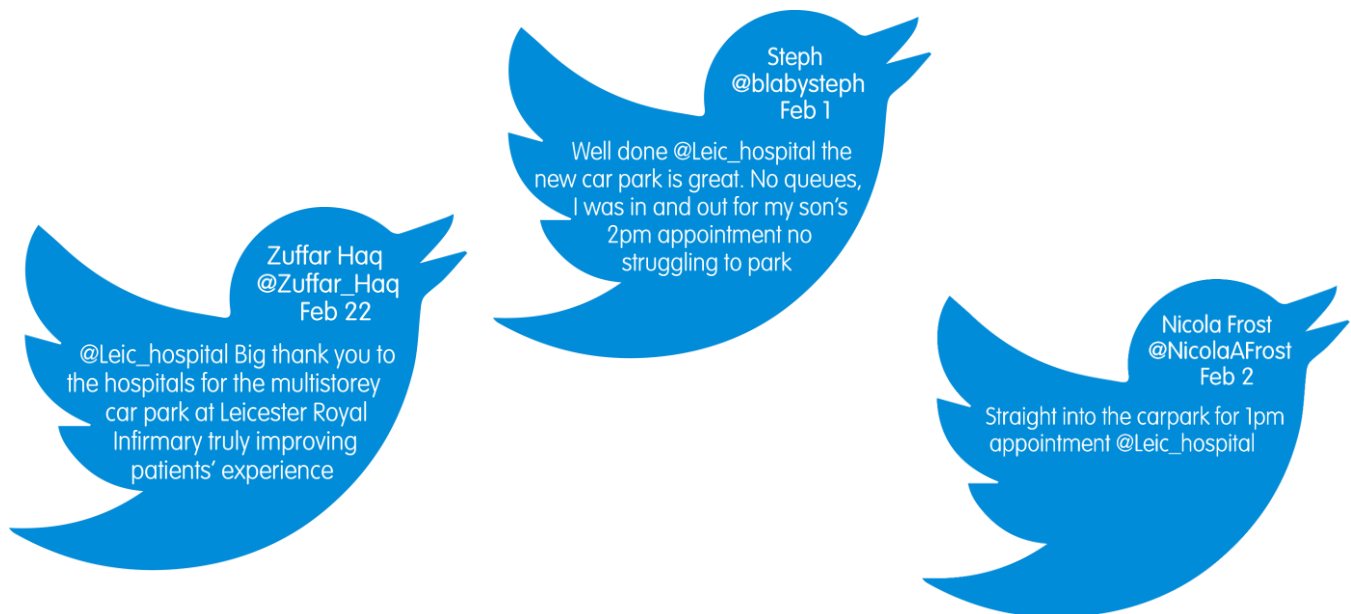 Steph
@blabysteph
Feb 1
Well done @Leic_hospital the
new car park is great. No queues,
I was in and out for my son's
2pm appointment no
struggling to park
Zuffar Haq
@Zuffar_Haq
Feb 22
@Leic_hospital Big thank you to
the hospitals for the multistorey
car park at Leicester Royal
Infirmary truly improving
patients' experience
Nicola Frost
@NicolaAFrost
Feb 2
Straight into the carpark for 1pm
appointment @Leic_hospital